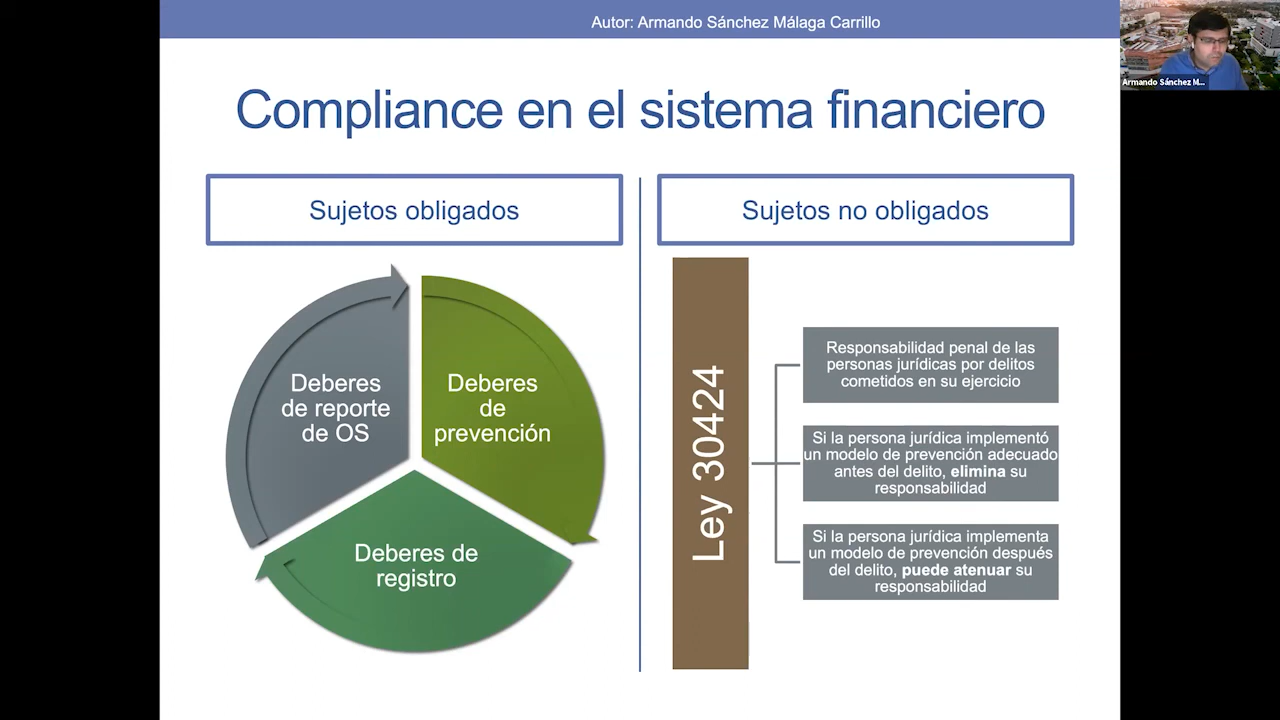 Autor: Armando Sánchez Málaga Carrillo
Armando Sánchez M...
Compliance en el sistema financiero
Sujetos obligados
Sujetos no obligados
Deberes
de reporte
de OS
Deberes
de
prevención
Deberes de
registro
Ley 30424
Responsabilidad penal de las
personas jurídicas por delitos
cometidos en su ejercicio
Si la persona jurídica implementó
un modelo de prevención adecuado
antes del delito, elimina su
responsabilidad
Si la persona jurídica implementa
un modelo de prevención después
del delito, puede atenuar su
responsabilidad